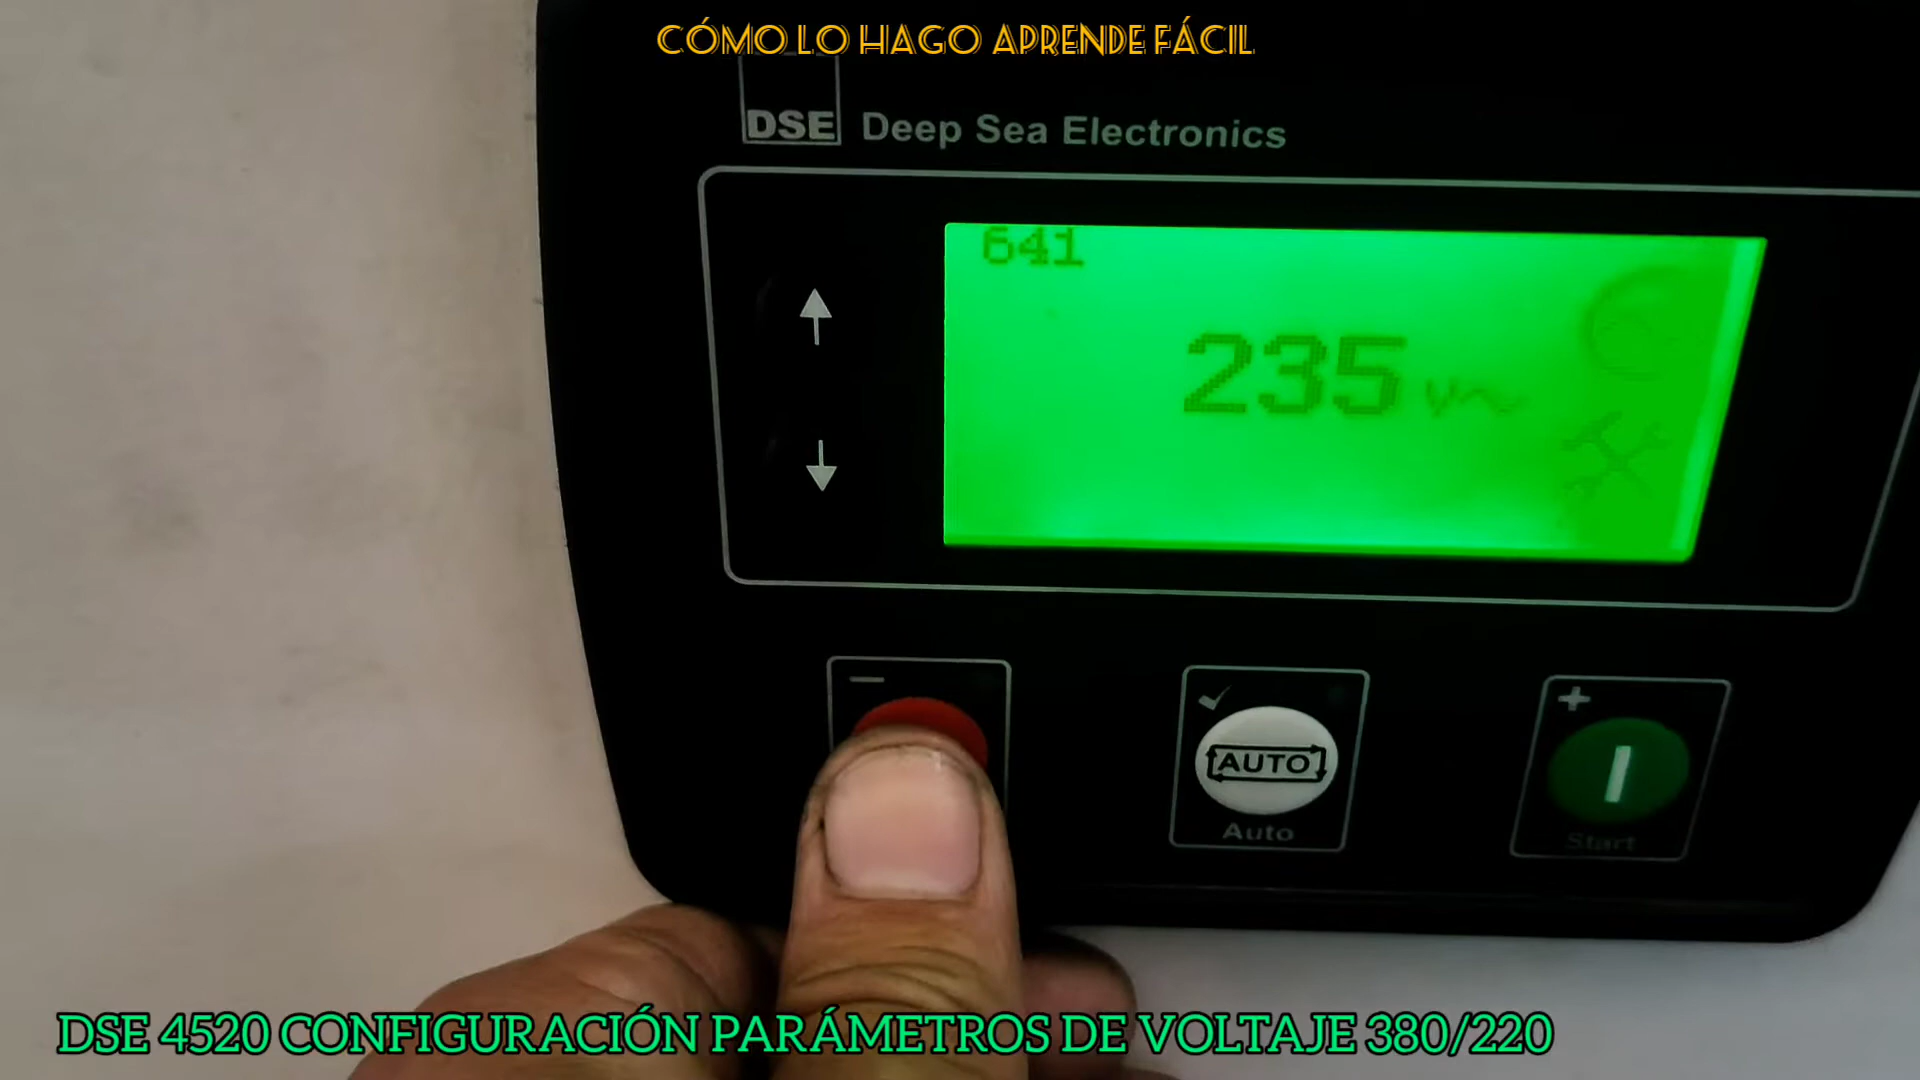 CÓMO LO HAGO APRENDE FÁCIL
DSE Deep Sea Electronics
641
235 V~
AUTO
Auto
Start
DSE 4520 CONFIGURACIÓN PARÁMETROS DE VOLTAJE 380/220